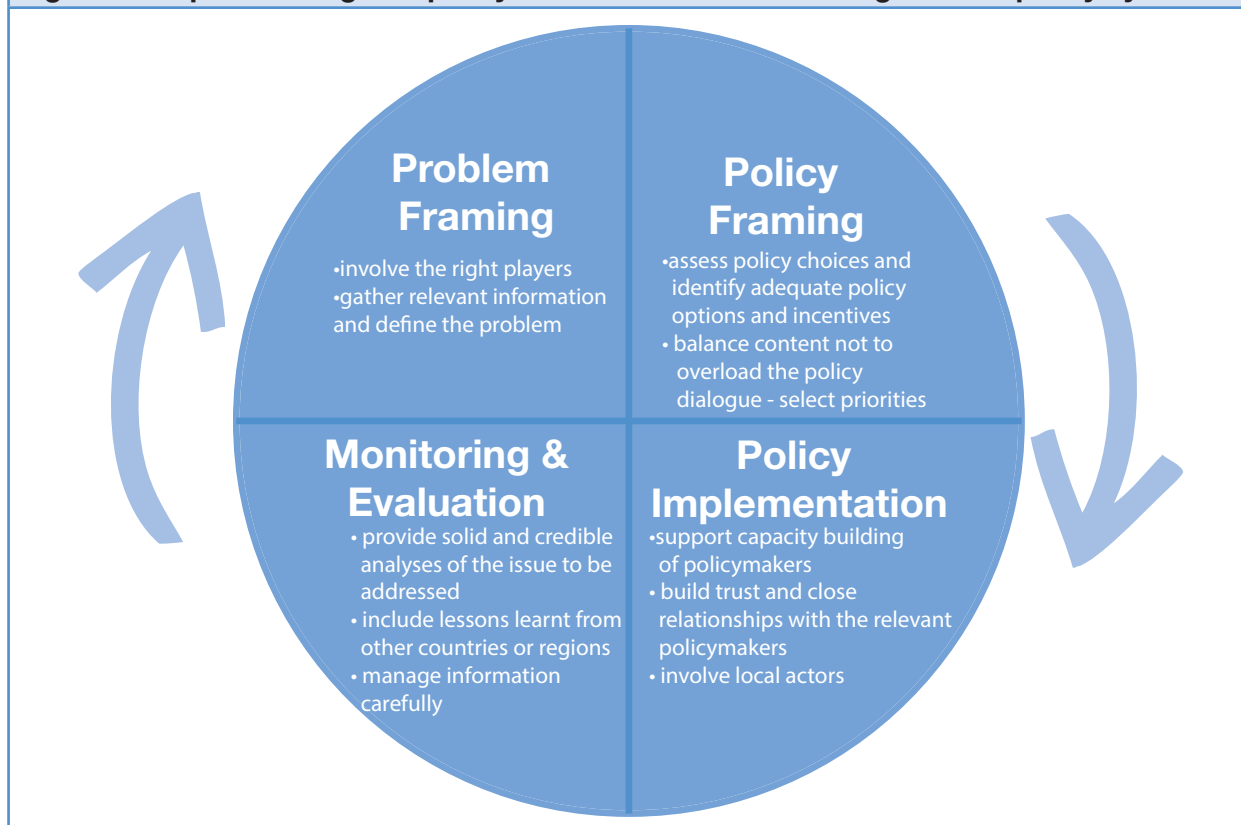 Problem
Framing
•involve the right players
•gather relevant information
and define the problem
Policy
Framing
•assess policy choices and
identify adequate policy
options and incentives
• balance content not to
overload the policy
dialogue - select priorities
Monitoring &
Evaluation
• provide solid and credible
analyses of the issue to be
addressed
• include lessons learnt from
other countries or regions
• manage information
carefully
Policy
Implementation
•support capacity building
of policymakers
• build trust and close
relationships with the relevant
policymakers
• involve local actors